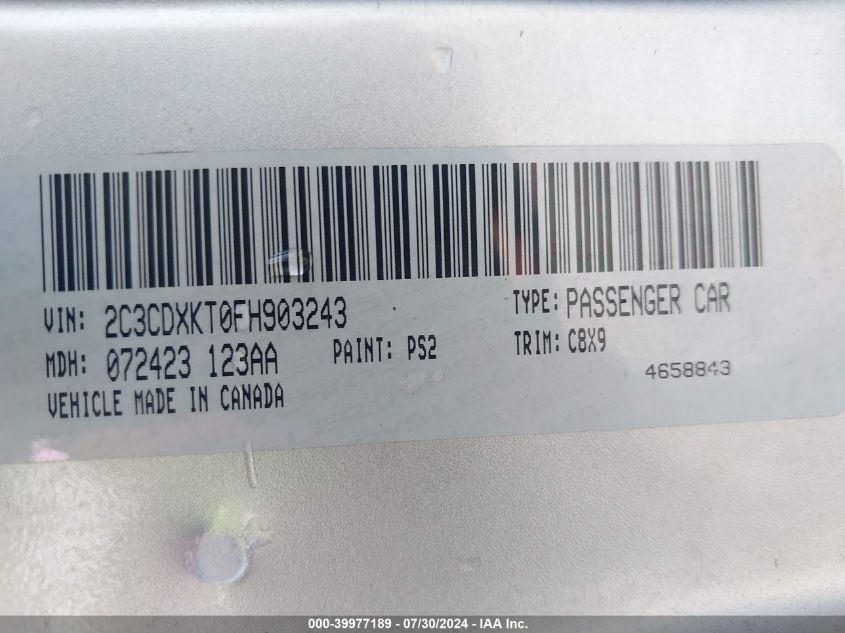 VIN: 2C3CDXKT0FH903243
TYPE: PASSENGER CAR
MDH: 072423 123AA
PAINT: PS2
TRIM: C8X9
VEHICLE MADE IN CANADA
4658843
000-39977189 - 07/30/2024 - IAA Inc.